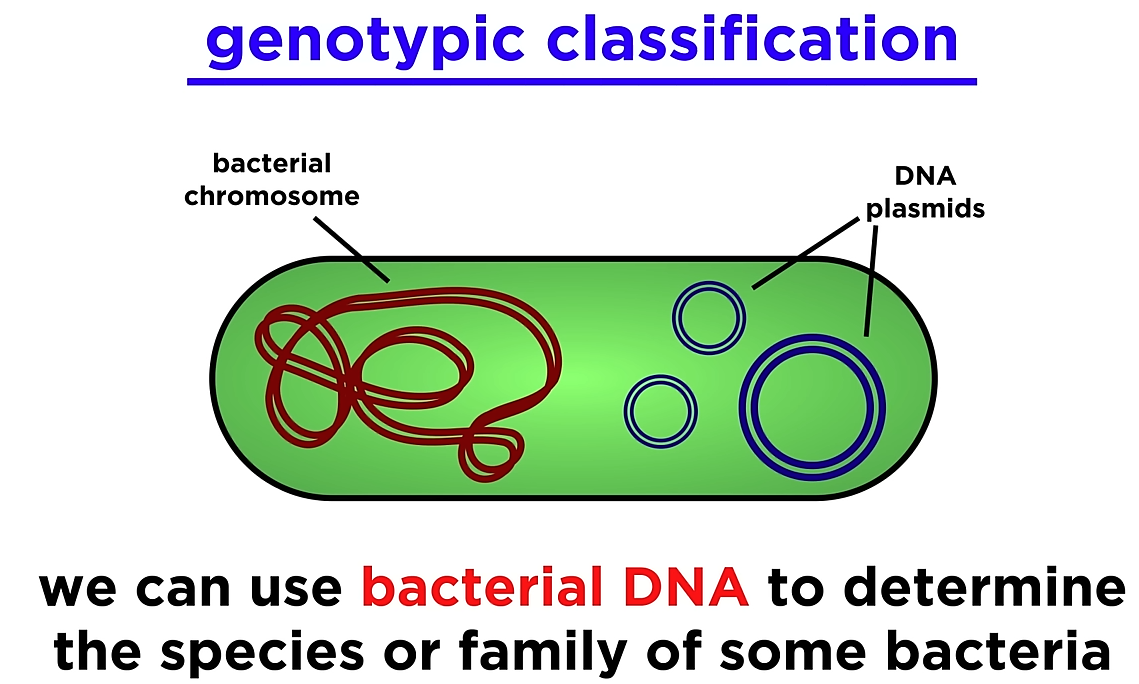 genotypic classification
bacterial
chromosome
DNA
plasmids
we can use bacterial DNA to determine
the species or family of some bacteria